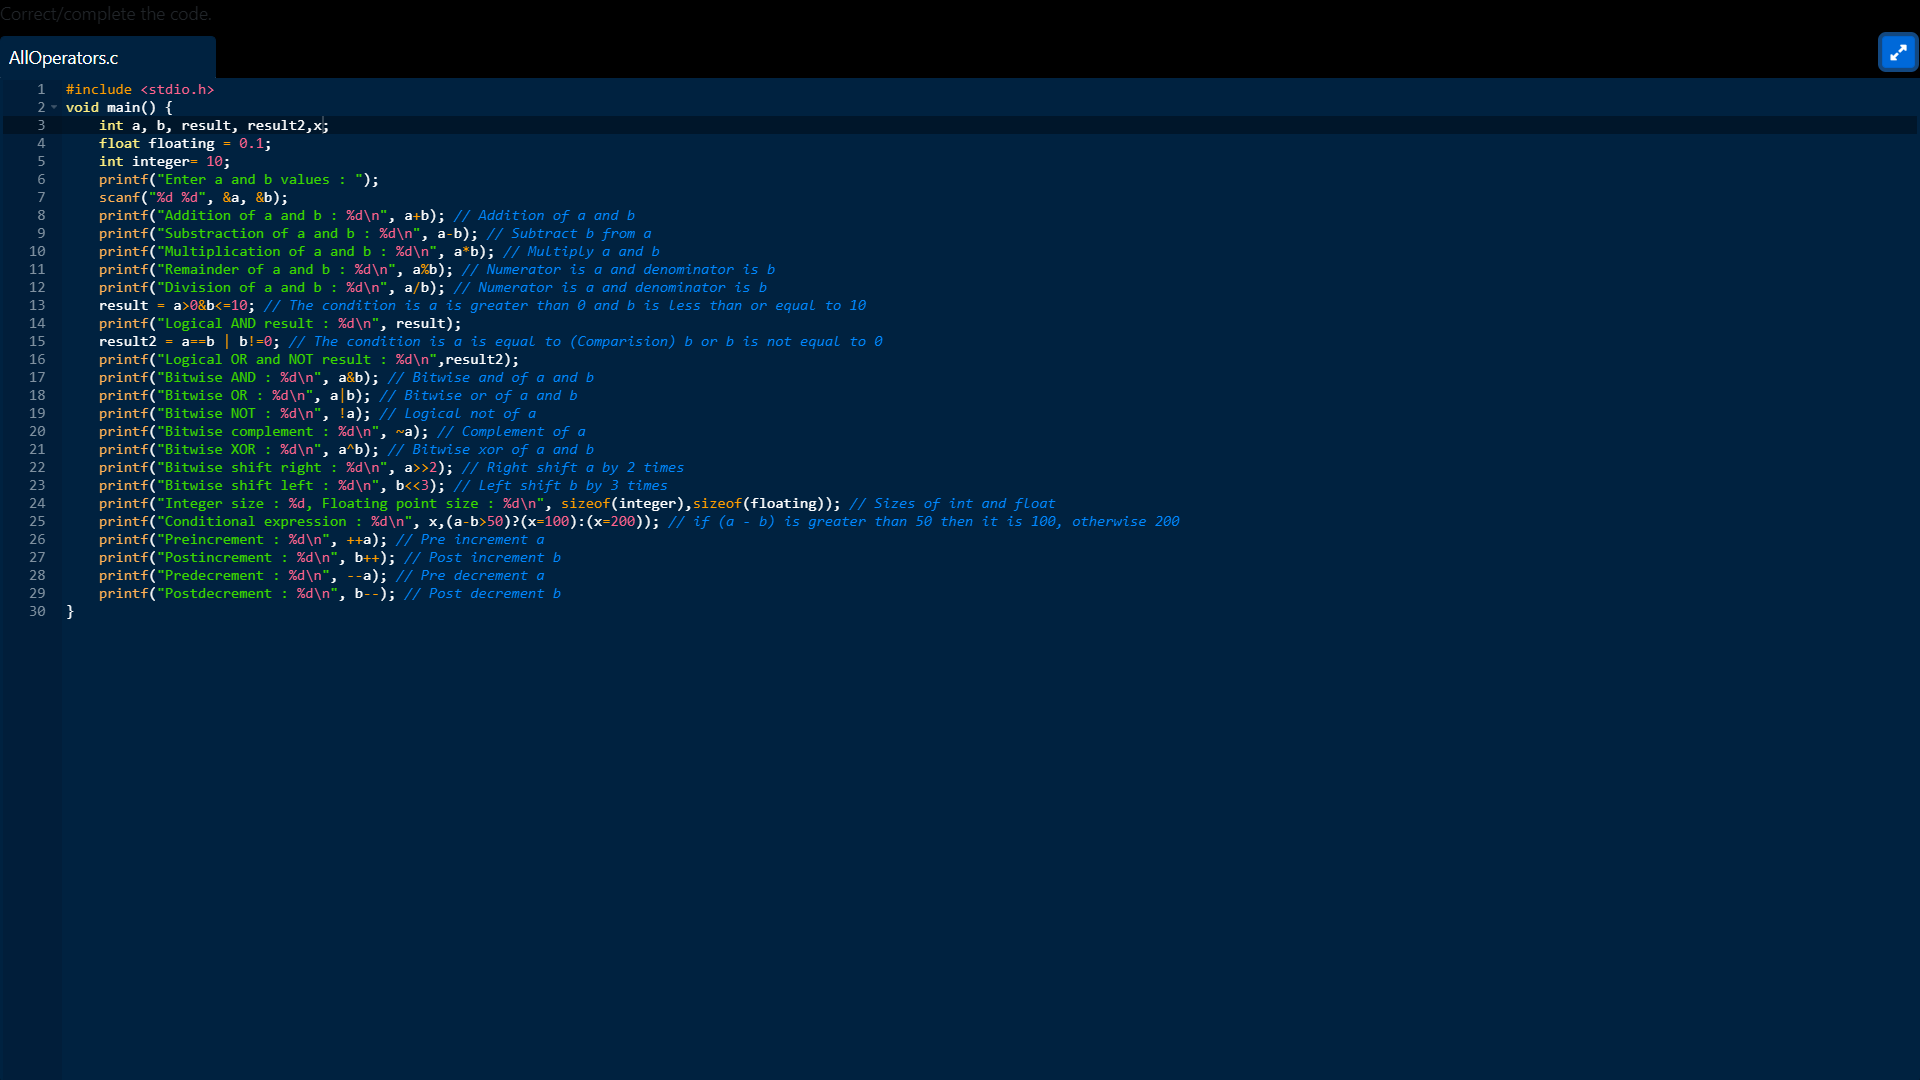 Correct/complete the code.
AllOperators.c
1 #include <stdio.h>
2 void main() {
3 int a, b, result, result2,x;
4 float floating = 0.1;
5 int integer= 10;
6 printf("Enter a and b values : ");
7 scanf("%d %d", &a, &b);
8 printf("Addition of a and b : %d\n", a+b); // Addition of a and b
9 printf("Substraction of a and b : %d\n", a-b); // Subtract b from a
10 printf("Multiplication of a and b : %d\n", a*b); // Multiply a and b
11 printf("Remainder of a and b : %d\n", a%b); // Numerator is a and denominator is b
12 printf("Division of a and b : %d\n", a/b); // Numerator is a and denominator is b
13 result = a>0&b<=10; // The condition is a is greater than 0 and b is less than or equal to 10
14 printf("Logical AND result : %d\n", result);
15 result2 = a==b | b!=0; // The condition is a is equal to (Comparision) b or b is not equal to 0
16 printf("Logical OR and NOT result : %d\n",result2);
17 printf("Bitwise AND : %d\n", a&b); // Bitwise and of a and b
18 printf("Bitwise OR : %d\n", a|b); // Bitwise or of a and b
19 printf("Bitwise NOT : %d\n", !a); // Logical not of a
20 printf("Bitwise complement : %d\n", ~a); // Complement of a
21 printf("Bitwise XOR : %d\n", a^b); // Bitwise xor of a and b
22 printf("Bitwise shift right : %d\n", a>>2); // Right shift a by 2 times
23 printf("Bitwise shift left : %d\n", b<<3); // Left shift b by 3 times
24 printf("Integer size : %d, Floating point size : %d\n", sizeof(integer),sizeof(floating)); // Sizes of int and float
25 printf("Conditional expression : %d\n", x,(a-b>50)?(x=100):(x=200)); // if (a - b) is greater than 50 then it is 100, otherwise 200
26 printf("Preincrement : %d\n", ++a); // Pre increment a
27 printf("Postincrement : %d\n", b++); // Post increment b
28 printf("Predecrement : %d\n", --a); // Pre decrement a
29 printf("Postdecrement : %d\n", b--); // Post decrement b
30 }